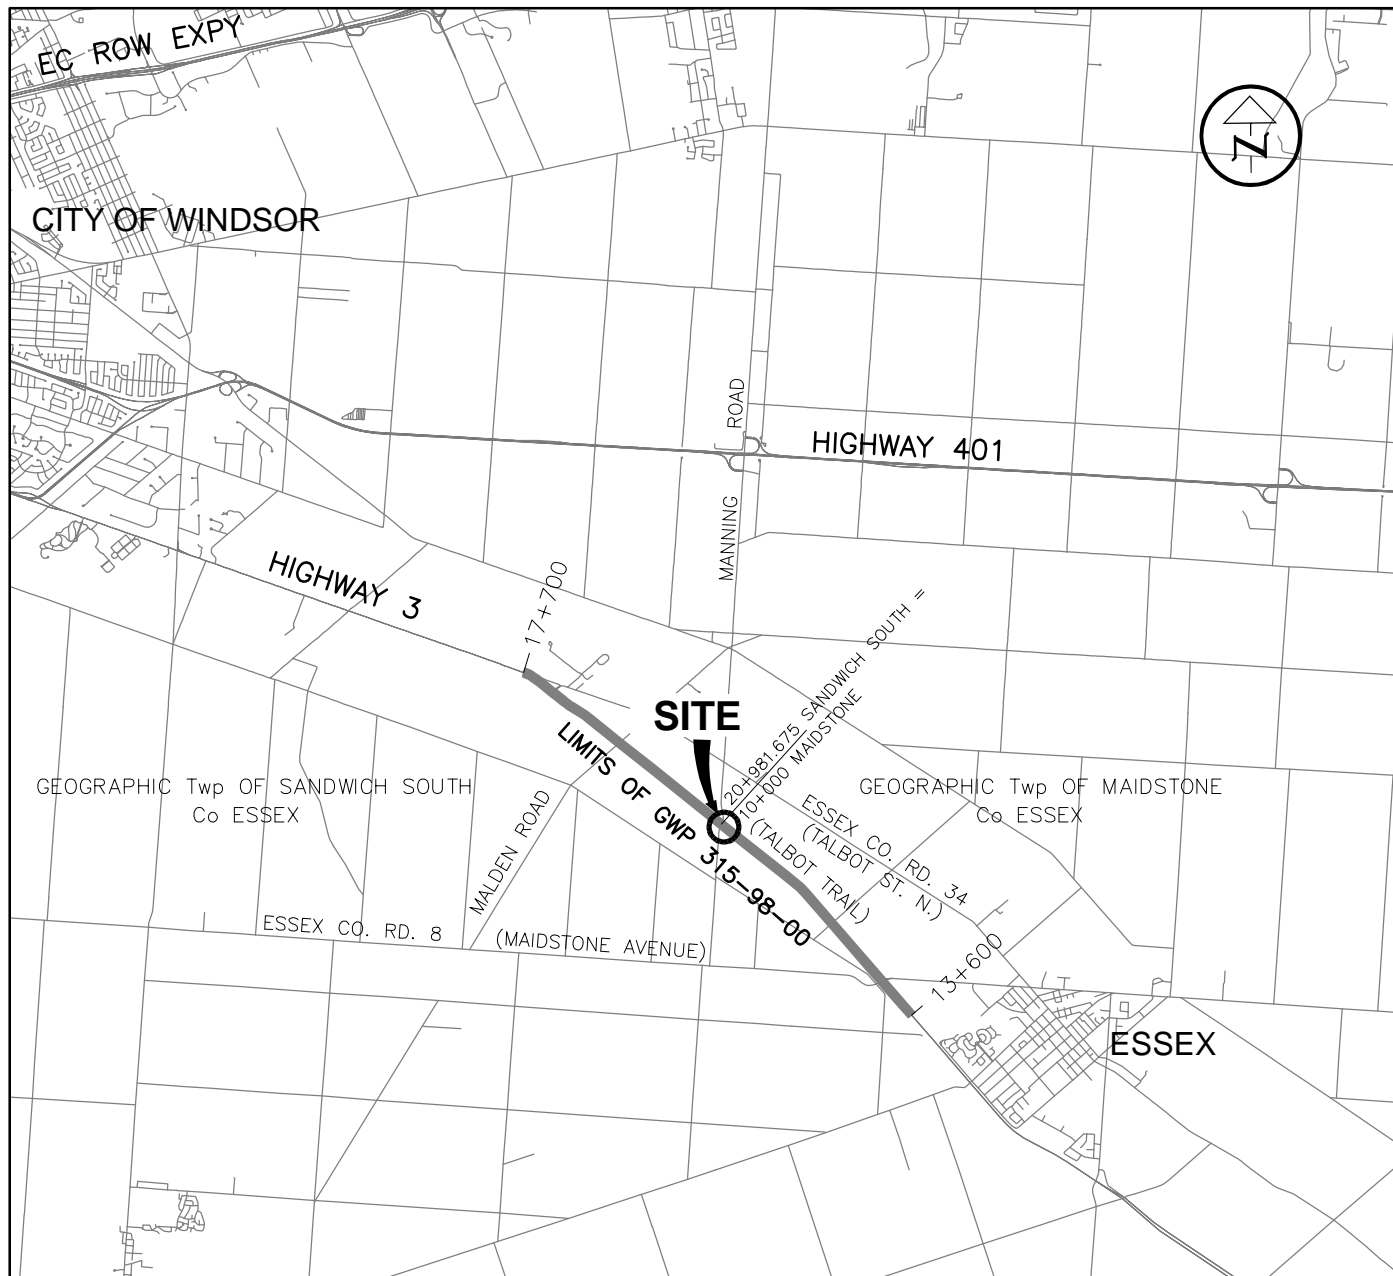 EC ROW EXPY
N
CITY OF WINDSOR
ROAD
HIGHWAY 401
MANNING
HIGHWAY 3
17+700
20+981.675 SANDWICH SOUTH =
10+000 MAIDSTONE
SITE
LIMITS OF GWP 315-98-00
GEOGRAPHIC Twp OF SANDWICH SOUTH
Co ESSEX
GEOGRAPHIC Twp OF MAIDSTONE
Co ESSEX
MALDEN ROAD
ESSEX CO. RD. 34
(TALBOT ST. N.)
(TALBOT TRAIL)
ESSEX CO. RD. 8
(MAIDSTONE AVENUE)
13+600
ESSEX